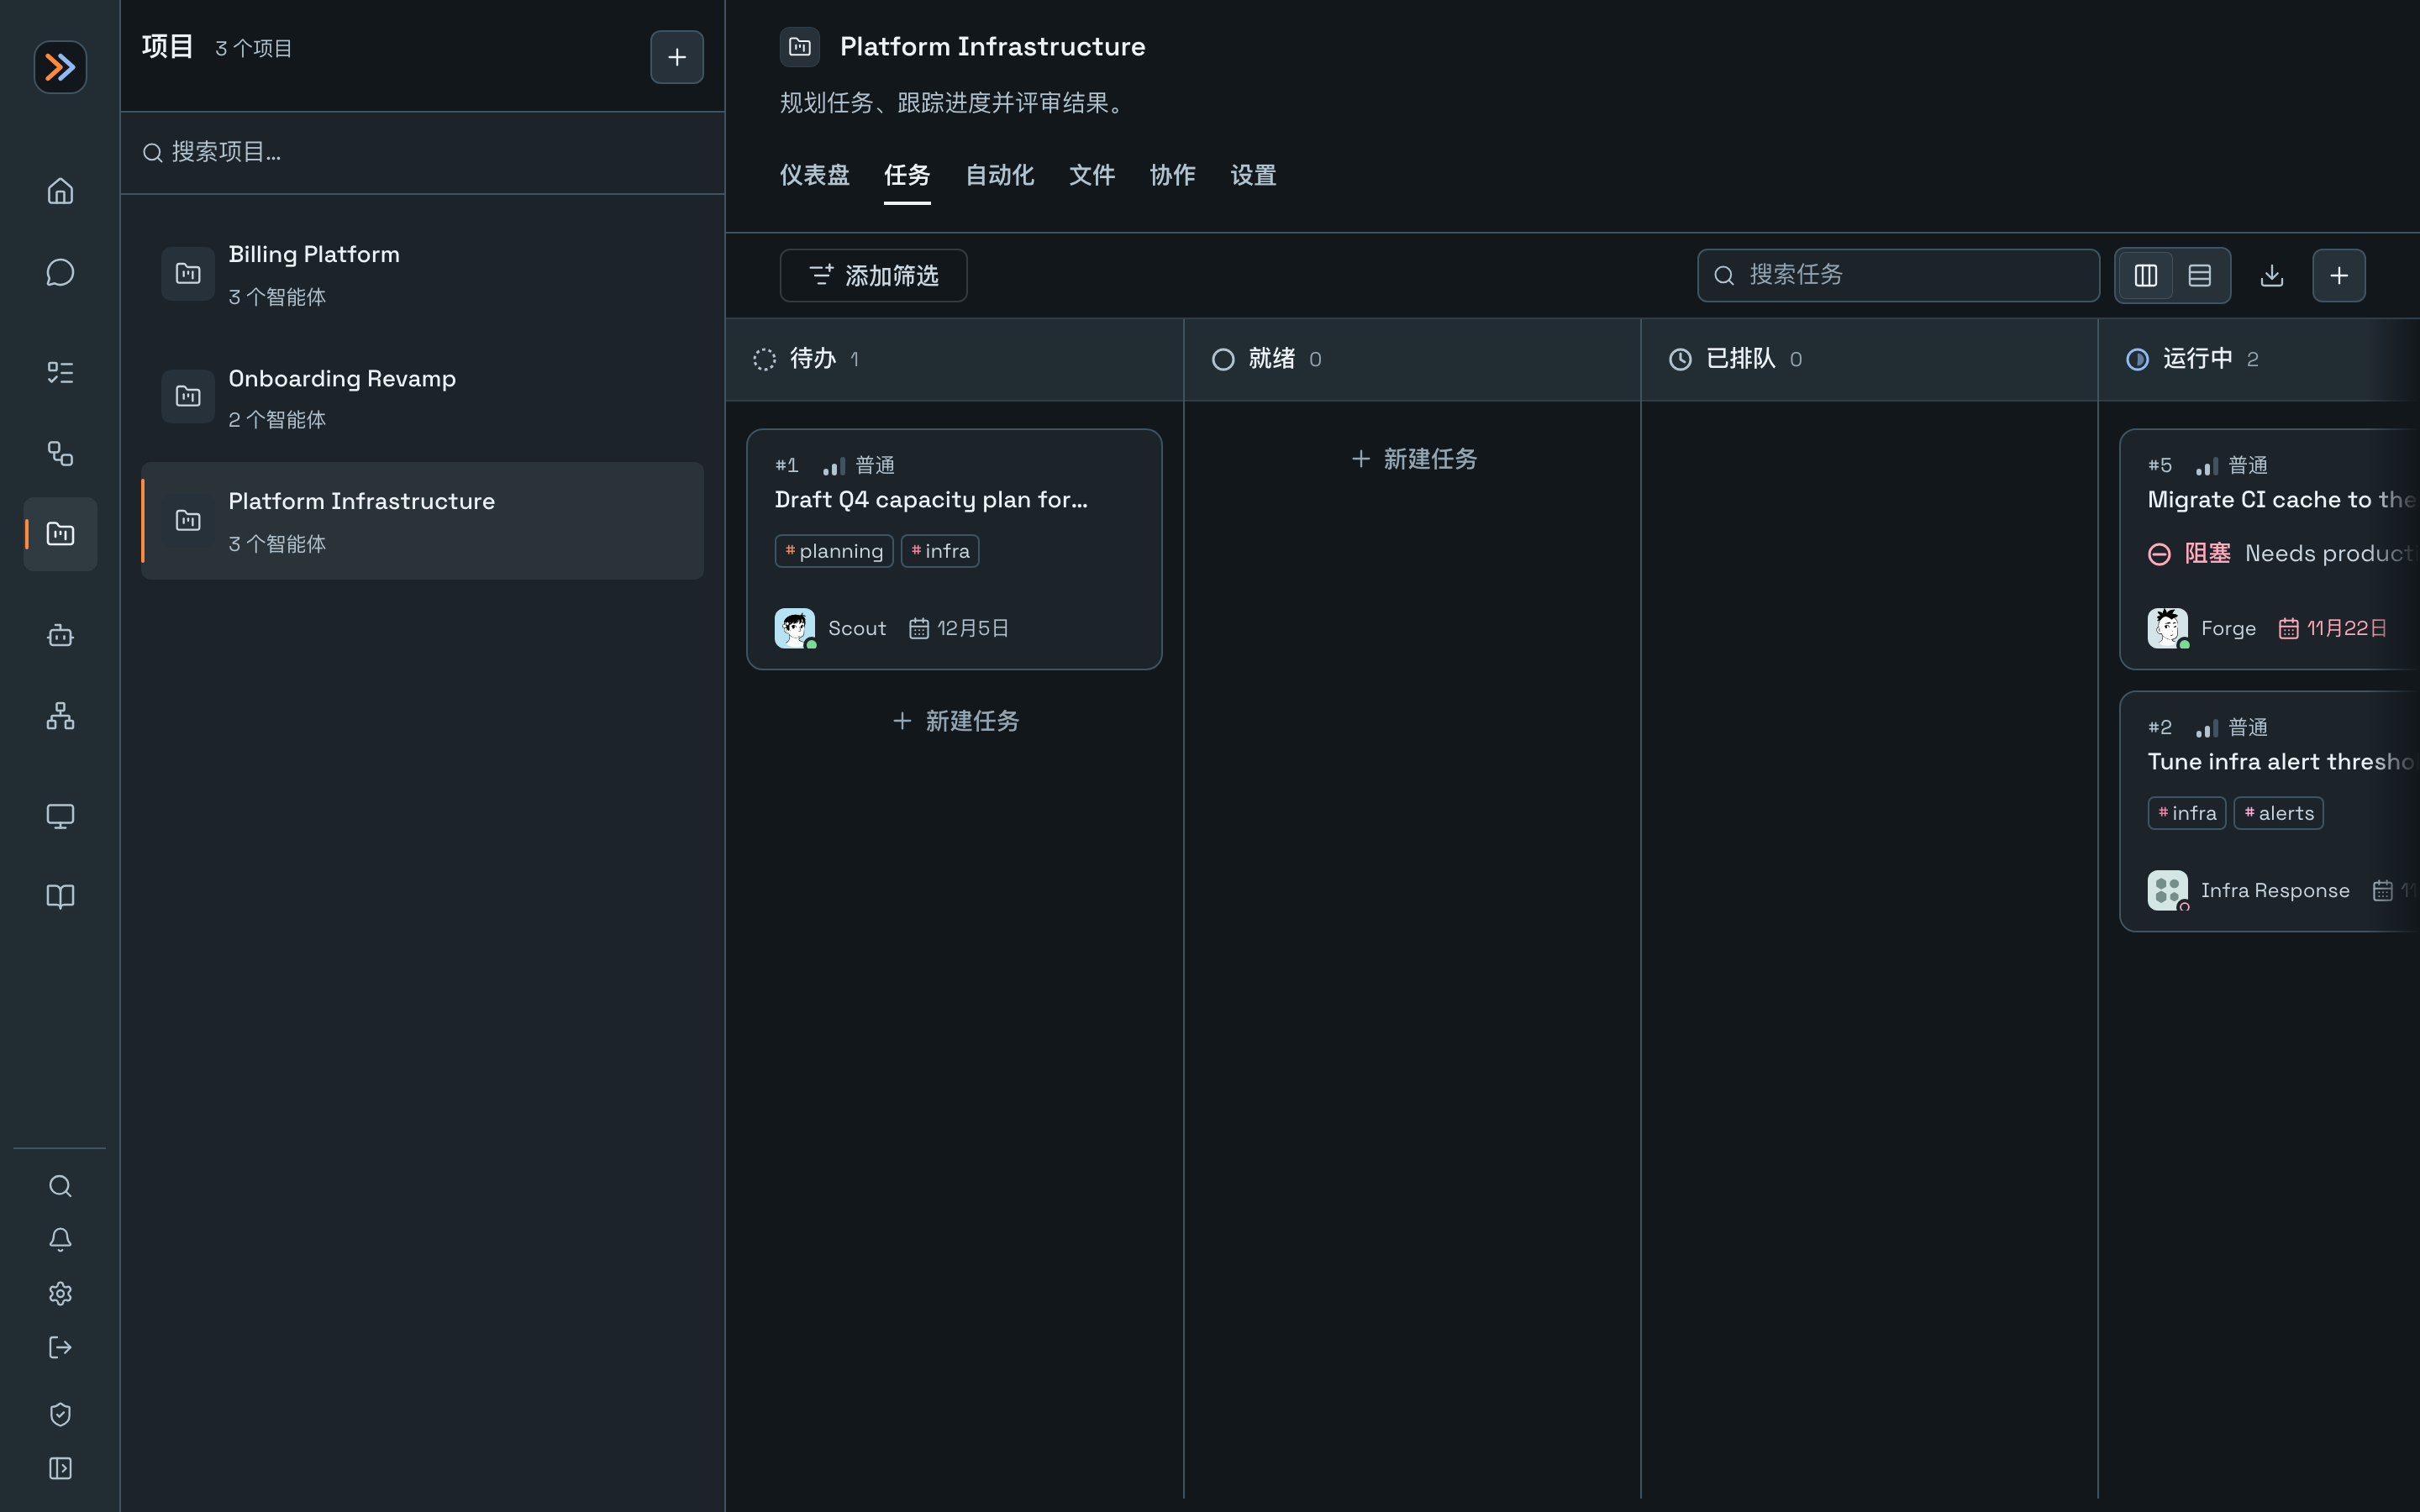 项目 3 个项目
搜索项目...
Billing Platform
3 个智能体
Onboarding Revamp
2 个智能体
Platform Infrastructure
3 个智能体
Platform Infrastructure
规划任务、跟踪进度并评审结果。
仪表盘 任务 自动化 文件 协作 设置
添加筛选
搜索任务
待办 1
#1 普通
Draft Q4 capacity plan for...
#planning #infra
Scout 12月5日
新建任务
就绪 0
新建任务
已排队 0
运行中 2
#5 普通
Migrate CI cache to the
阻塞 Needs product
Forge 11月22日
#2 普通
Tune infra alert thresho
#infra #alerts
Infra Response 11